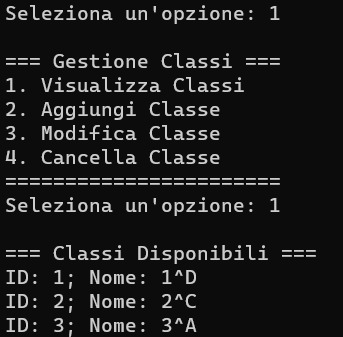 Seleziona un'opzione: 1
=== Gestione Classi ===
1. Visualizza Classi
2. Aggiungi Classe
3. Modifica Classe
4. Cancella Classe
=======================
Seleziona un'opzione: 1
=== Classi Disponibili ===
ID: 1; Nome: 1^D
ID: 2; Nome: 2^C
ID: 3; Nome: 3^A